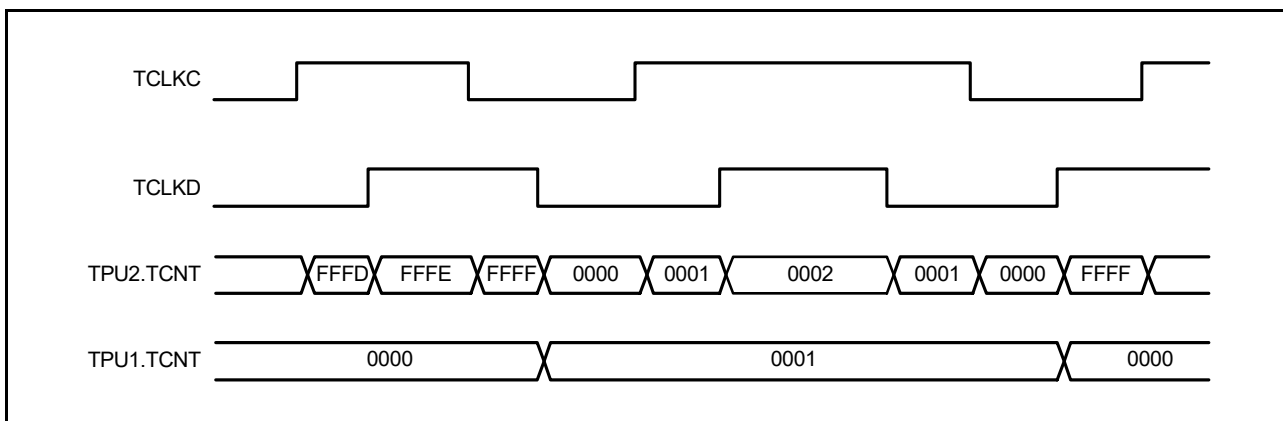 TCLKC
TCLKD
TPU2.TCNT FFFD FFFE FFFF 0000 0001 0002 0001 0000 FFFF
TPU1.TCNT 0000 0001 0000